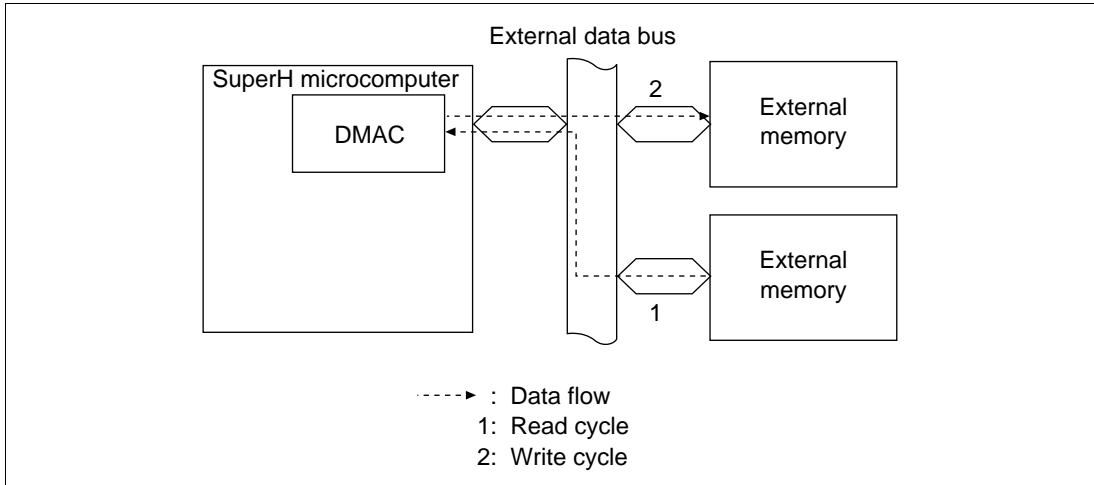 External data bus
SuperH microcomputer
DMAC
2
External
memory
External
memory
1
: Data flow
1: Read cycle
2: Write cycle